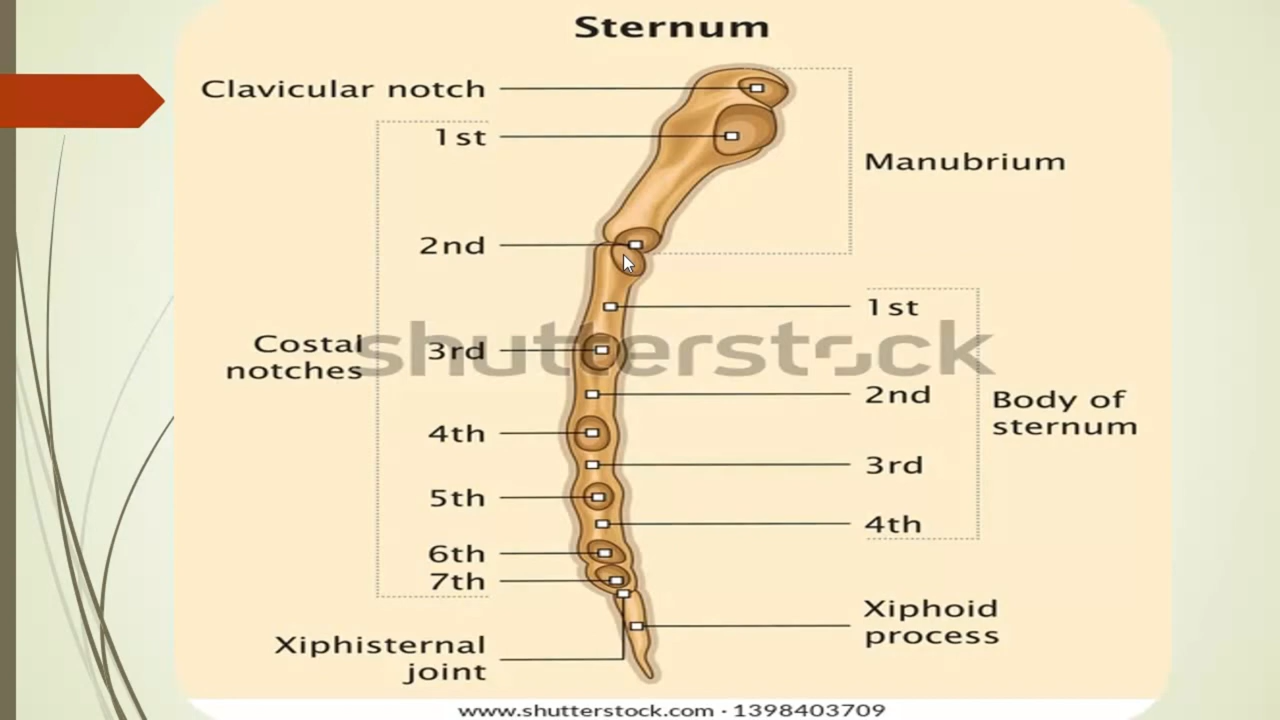 Sternum
Clavicular notch
1st
Manubrium
2nd
1st
Costal
notches
3rd
shutterstock
2nd
Body of
sternum
4th
3rd
5th
4th
6th
7th
Xiphoid
process
Xiphisternal
joint
www.shutterstock.com · 1398403709